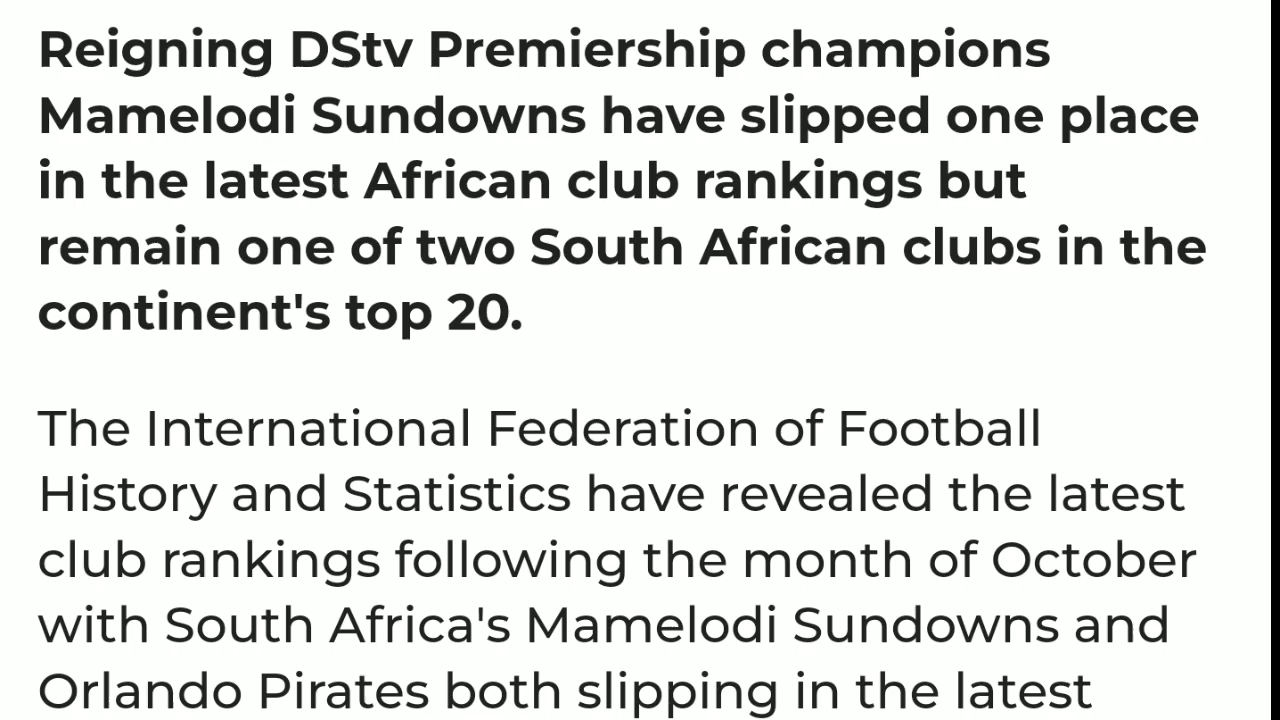 Reigning DStv Premiership champions
Mamelodi Sundowns have slipped one place
in the latest African club rankings but
remain one of two South African clubs in the
continent's top 20.
The International Federation of Football
History and Statistics have revealed the latest
club rankings following the month of October
with South Africa's Mamelodi Sundowns and
Orlando Pirates both slipping in the latest